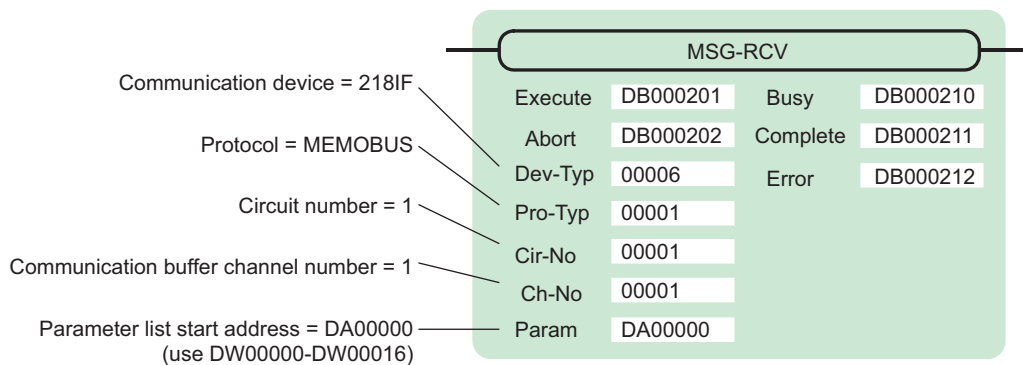 MSG-RCV
Communication device = 218IF
Execute DB000201 Busy DB000210
Protocol = MEMOBUS
Abort DB000202 Complete DB000211
Dev-Typ 00006 Error DB000212
Circuit number = 1
Pro-Typ 00001
Cir-No 00001
Communication buffer channel number = 1
Ch-No 00001
Parameter list start address = DA00000
(use DW00000-DW00016)
Param DA00000